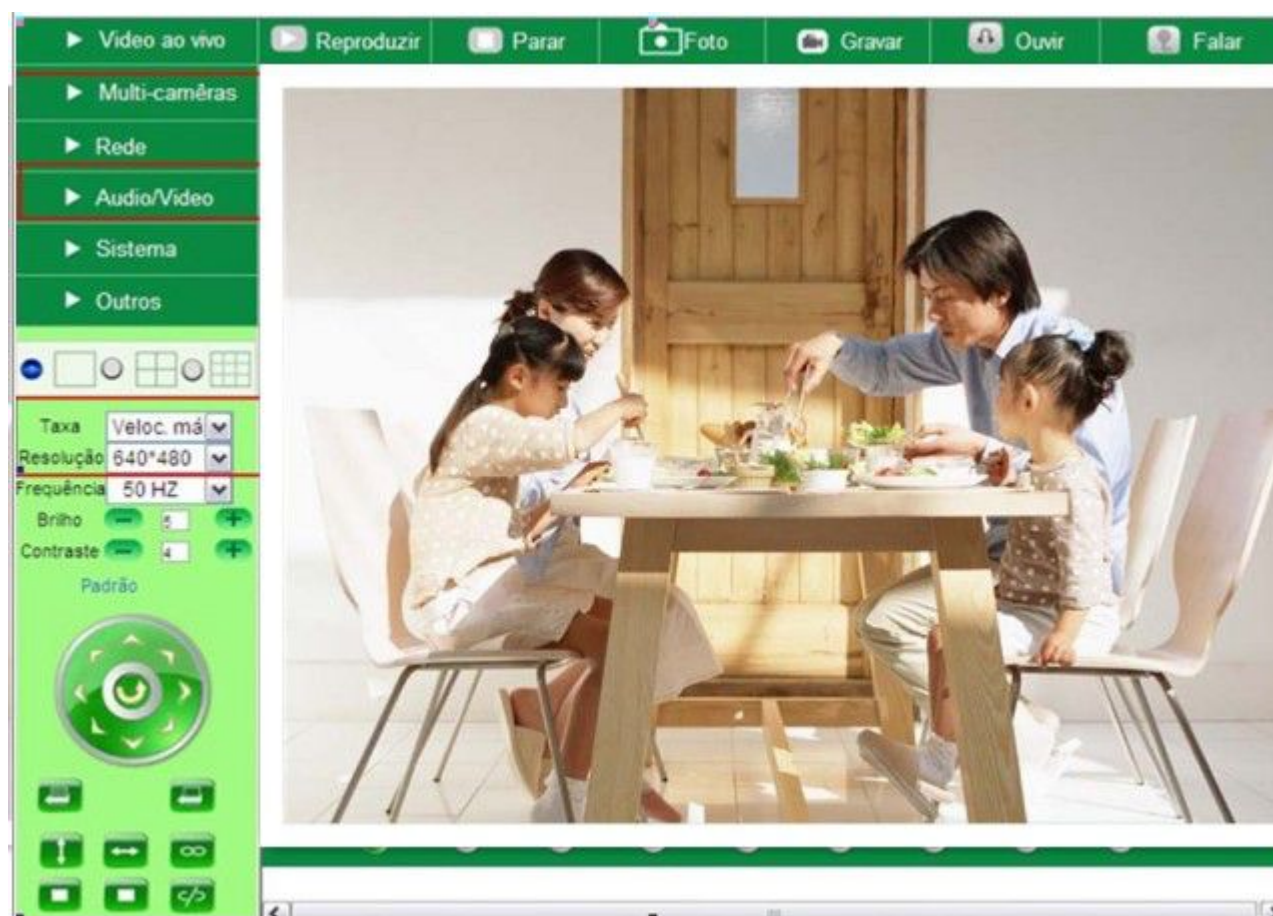 Video ao vivo
Reproduzir
Parar
Foto
Gravar
Ouvir
Falar
Multi-camêras
Rede
Audio/Video
Sistema
Outros
Taxa Veloc. má
Resolução 640*480
Frequência 50 HZ
Brilho
Contraste 4
Padrão